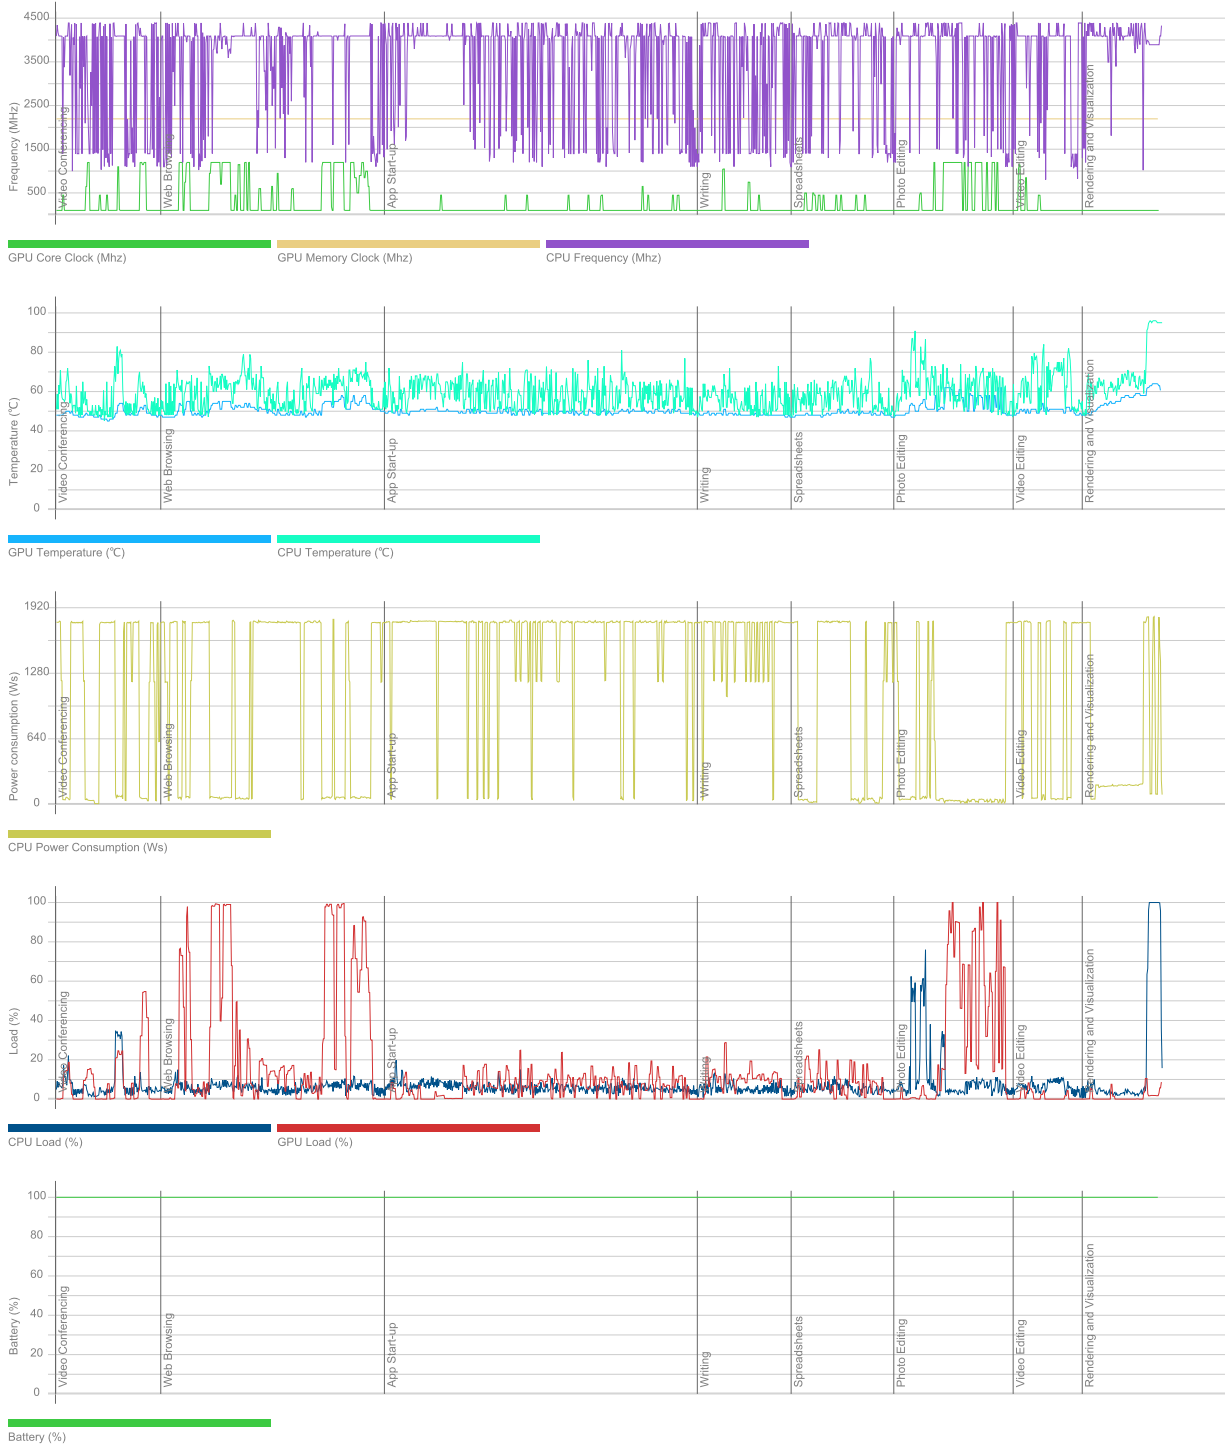 4500
3500
2500
1500
500
Frequency (MHz)
Video Conferencing
Web Browsing
App Start-up
Writing
Spreadsheets
Photo Editing
Video Editing
Rendering and Visualization
GPU Core Clock (Mhz)
GPU Memory Clock (Mhz)
CPU Frequency (Mhz)
100
80
60
40
20
0
Temperature (°C)
Video Conferencing
Web Browsing
App Start-up
Writing
Spreadsheets
Photo Editing
Video Editing
Rendering and Visualization
GPU Temperature (°C)
CPU Temperature (°C)
1920
1280
640
0
Power consumption (Ws)
Video Conferencing
Web Browsing
App Start-up
Writing
Spreadsheets
Photo Editing
Video Editing
Rendering and Visualization
CPU Power Consumption (Ws)
100
80
60
40
20
0
Load (%)
Video Conferencing
Web Browsing
App Start-up
Writing
Spreadsheets
Photo Editing
Video Editing
Rendering and Visualization
CPU Load (%)
GPU Load (%)
100
80
60
40
20
0
Battery (%)
Video Conferencing
Web Browsing
App Start-up
Writing
Spreadsheets
Photo Editing
Video Editing
Rendering and Visualization
Battery (%)